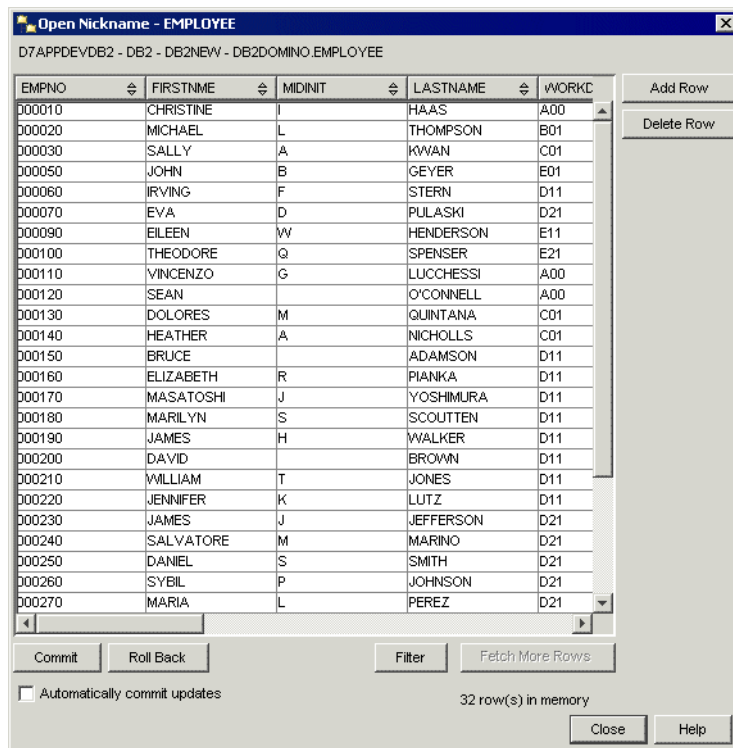 Open Nickname - EMPLOYEE
D7APPDEVDB2 - DB2 - DB2NEW - DB2DOMINO.EMPLOYEE
EMPNO FIRSTNME MIDINIT LASTNAME WORKD
Add Row
Delete Row
000010 CHRISTINE I HAAS A00
000020 MICHAEL L THOMPSON B01
000030 SALLY A KWAN C01
000050 JOHN B GEYER E01
000060 IRVING F STERN D11
000070 EVA D PULASKI D21
000090 EILEEN W HENDERSON E11
000100 THEODORE Q SPENSER E21
000110 VINCENZO G LUCCHESSI A00
000120 SEAN O'CONNELL A00
000130 DOLORES M QUINTANA C01
000140 HEATHER A NICHOLLS C01
000150 BRUCE ADAMSON D11
000160 ELIZABETH R PIANKA D11
000170 MASATOSHI J YOSHIMURA D11
000180 MARILYN S SCOUTTEN D11
000190 JAMES H WALKER D11
000200 DAVID BROWN D11
000210 WILLIAM T JONES D11
000220 JENNIFER K LUTZ D11
000230 JAMES J JEFFERSON D21
000240 SALVATORE M MARINO D21
000250 DANIEL S SMITH D21
000260 SYBIL P JOHNSON D21
000270 MARIA L PEREZ D21
Commit Roll Back Filter Fetch More Rows
Automatically commit updates
32 row(s) in memory
Close Help